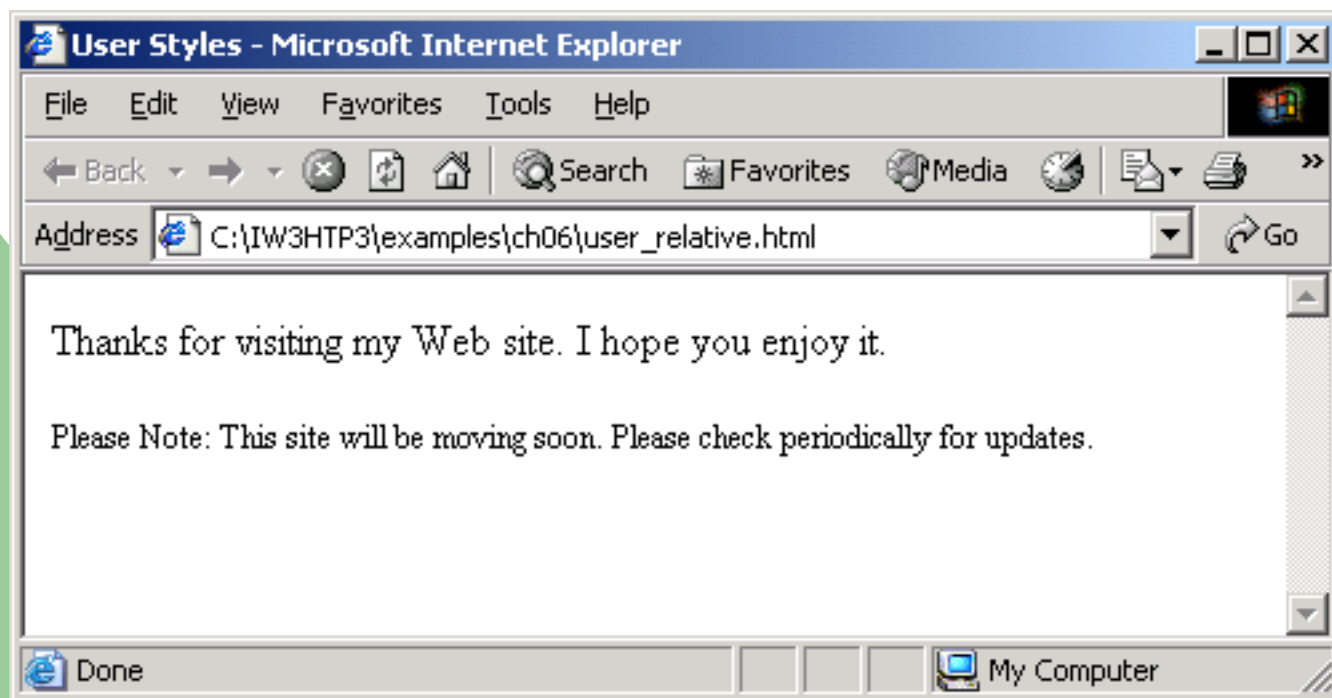 User Styles - Microsoft Internet Explorer
File Edit View Favorites Tools Help
Back Search Favorites Media »
Address C:\IW3HTP3\examples\ch06\user_relative.html Go
Thanks for visiting my Web site. I hope you enjoy it.
Please Note: This site will be moving soon. Please check periodically for updates.
Done My Computer